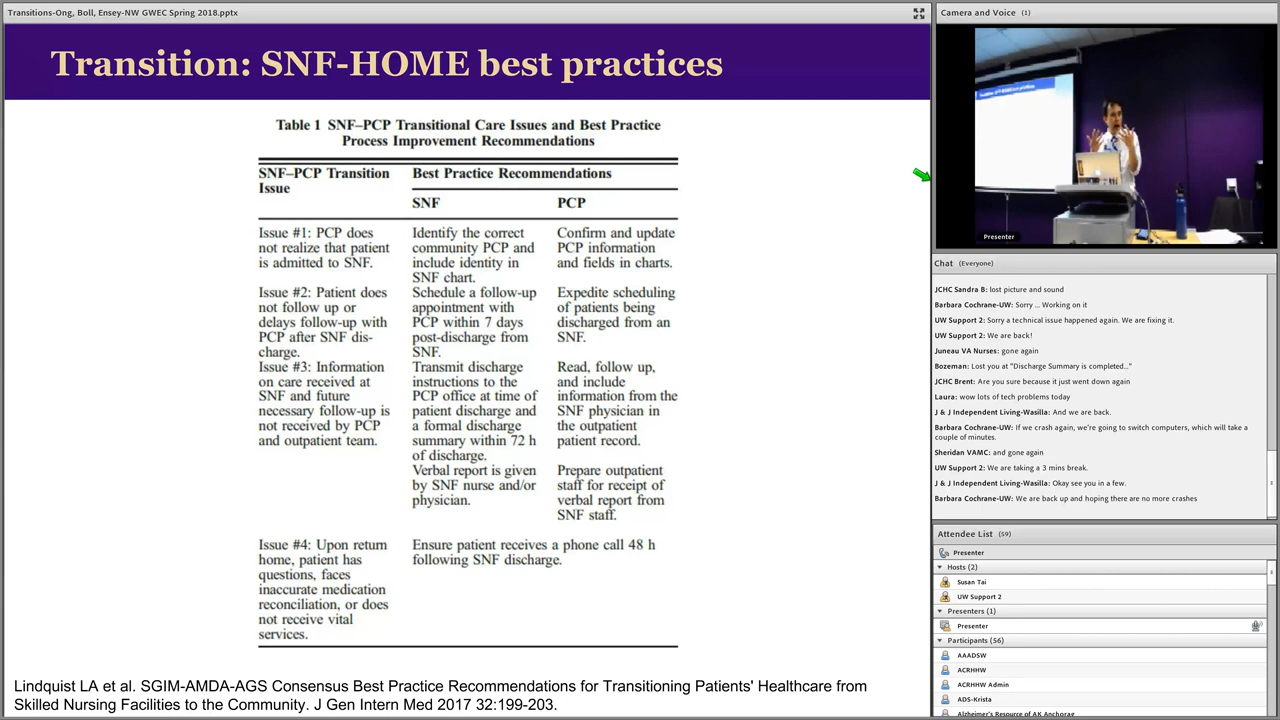 Transitions-Ong, Boll, Ensey-NW GWEC Spring 2018.pptx
Transition: SNF-HOME best practices
Table 1 SNF–PCP Transitional Care Issues and Best Practice
Process Improvement Recommendations
SNF–PCP Transition
Issue
Best Practice Recommendations
SNF
PCP
Issue #1: PCP does
not realize that patient
is admitted to SNF.
Identify the correct
community PCP and
include identity in
SNF chart.
Confirm and update
PCP information
and fields in charts.
Issue #2: Patient does
not follow up or
delays follow-up with
PCP after SNF dis-
charge.
Schedule a follow-up
appointment with
PCP within 7 days
post-discharge from
SNF.
Expedite scheduling
of patients being
discharged from an
SNF.
Issue #3: Information
on care received at
SNF and future
necessary follow-up is
not received by PCP
and outpatient team.
Transmit discharge
instructions to the
PCP office at time of
patient discharge and
a formal discharge
summary within 72 h
of discharge.
Read, follow up,
and include
information from the
SNF physician in
the outpatient
patient record.
Verbal report is given
by SNF nurse and/or
physician.
Prepare outpatient
staff for receipt of
verbal report from
SNF staff.
Issue #4: Upon return
home, patient has
questions, faces
inaccurate medication
reconciliation, or does
not receive vital
services.
Ensure patient receives a phone call 48 h
following SNF discharge.
Lindquist LA et al. SGIM-AMDA-AGS Consensus Best Practice Recommendations for Transitioning Patients' Healthcare from
Skilled Nursing Facilities to the Community. J Gen Intern Med 2017 32:199-203.
Camera and Voice (1)
Presenter
Chat (Everyone)
JCHC Sandra B: lost picture and sound
Barbara Cochrane-UW: Sorry ... Working on it
UW Support 2: Sorry a technical issue happened again. We are fixing it.
UW Support 2: We are back!
Juneau VA Nurses: gone again
Bozeman: Lost you at "Discharge Summary is completed..."
JCHC Brent: Are you sure because it just went down again
Laura: wow lots of tech problems today
J & J Independent Living-Wasilla: And we are back.
Barbara Cochrane-UW: If we crash again, we're going to switch computers, which will take a
couple of minutes.
Sheridan VAMC: and gone again
UW Support 2: We are taking a 3 mins break.
J & J Independent Living-Wasilla: Okay see you in a few.
Barbara Cochrane-UW: We are back up and hoping there are no more crashes
Attendee List (59)
Presenter
Hosts (2)
Susan Tai
UW Support 2
Presenters (1)
Presenter
Participants (56)
AAADSW
ACRHHW
ACRHHW Admin
ADS-Krista
Alzheimer's Resource of AK Anchorag